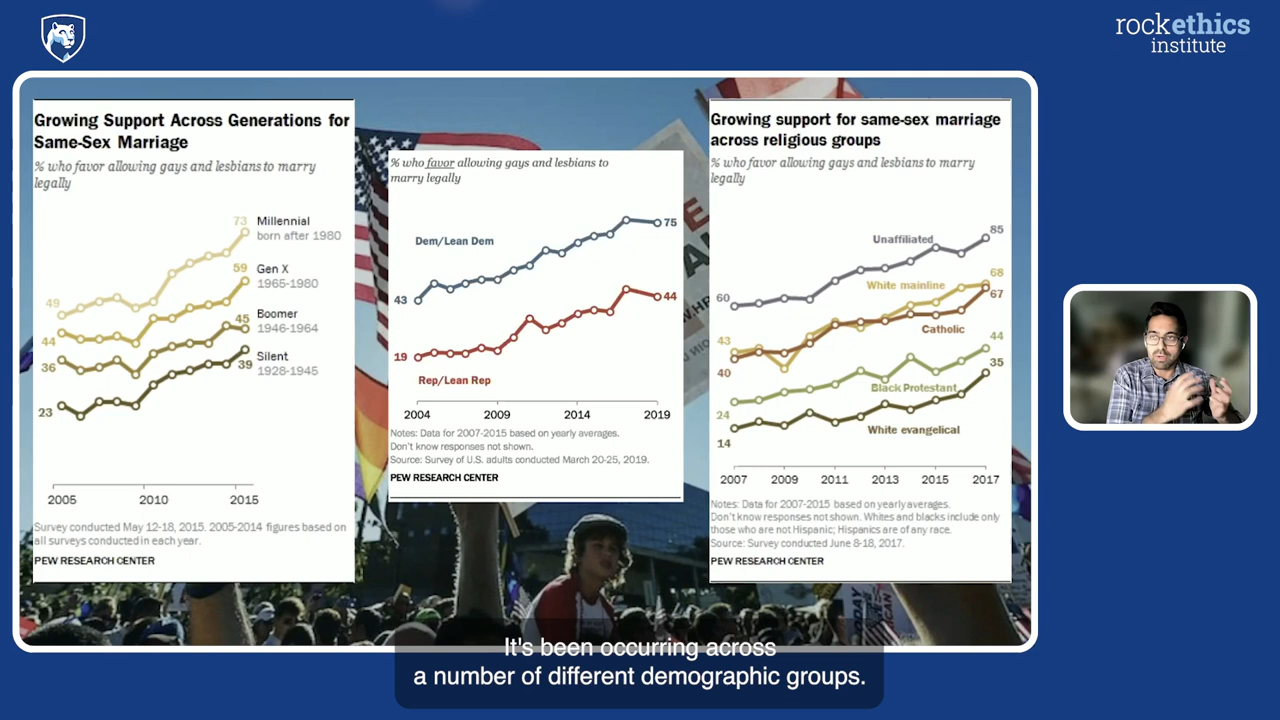 rockethics
institute
Growing Support Across Generations for
Same-Sex Marriage
% who favor allowing gays and lesbians to marry
legally
73
Millennial
born after 1980
59
Gen X
1965-1980
49
45
Boomer
1946-1964
44
36
Silent
1928-1945
39
23
2005
2010
2015
Survey conducted May 12-18, 2015. 2005-2014 figures based on
all surveys conducted in each year.
PEW RESEARCH CENTER
% who favor allowing gays and lesbians to
marry legally
75
Dem/Lean Dem
43
44
19
Rep/Lean Rep
2004
2009
2014
2019
Notes: Data for 2007-2015 based on yearly averages.
Don't know responses not shown.
Source: Survey of U.S. adults conducted March 20-25, 2019.
PEW RESEARCH CENTER
Growing support for same-sex marriage
across religious groups
% who favor allowing gays and lesbians to marry
legally
85
Unaffiliated
68
White mainline
67
60
Catholic
43
44
40
35
Black Protestant
24
White evangelical
14
2007
2009
2011
2013
2015
2017
Notes: Data for 2007-2015 based on yearly averages.
Don't know responses not shown. Whites and blacks include only
those who are not Hispanic; Hispanics are of any race.
Source: Survey conducted June 8-18, 2017.
PEW RESEARCH CENTER
It's been occurring across
a number of different demographic groups.